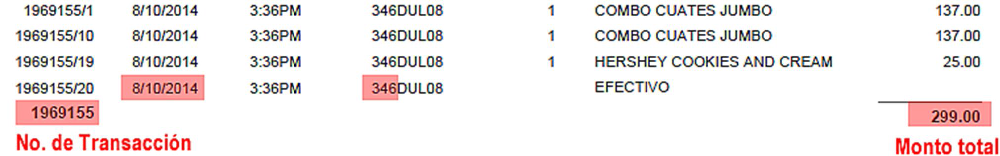 1969155/1 8/10/2014 3:36PM 346DUL08 1 COMBO CUATES JUMBO 137.00
1969155/10 8/10/2014 3:36PM 346DUL08 1 COMBO CUATES JUMBO 137.00
1969155/19 8/10/2014 3:36PM 346DUL08 1 HERSHEY COOKIES AND CREAM 25.00
1969155/20 8/10/2014 3:36PM 346DUL08 EFECTIVO
1969155 299.00
No. de Transacción Monto total